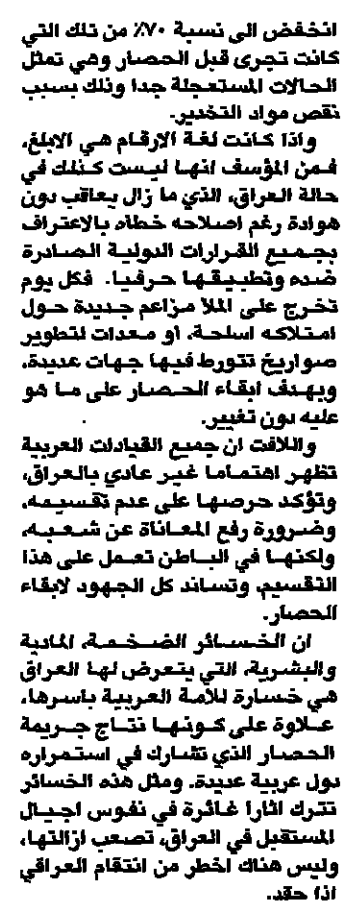 انخفض الى نسبة ٧٠٪ من تلك التي
كانت تجرى قبل الحصار وهي تمثل
الحالات المستعجلة جدا وذلك بسبب
نقص مواد التخدير.
واذا كانت لغة الارقام هي الابلغ،
فمن المؤسف انها ليست كذلك في
حالة العراق، الذي ما زال يعاقب دون
هوادة رغم اصلاحه خطاه بالاعتراف
بجميع القرارات الدولية الصادرة
ضده وتطبيقها حرفيا. فكل يوم
تخرج على الملأ مزاعم جديدة حول
امتلاكه اسلحة، أو معدات لتطوير
صواريخ تتورط فيها جهات عديدة،
وبهدف ابقاء الحصار على ما هو
عليه دون تغيير.
واللافت ان جميع القيادات العربية
تظهر اهتماما غير عادي بالعراق،
وتؤكد حرصها على عدم تقسيمه،
وضرورة رفع المعاناة عن شعبه،
ولكنها في الباطن تعمل على هذا
التقسيم، وتساند كل الجهود لابقاء
الحصار.
ان الخسائر الضخمة، المادية
والبشرية، التي يتعرض لها العراق
هي خسارة للامة العربية باسرها،
علاوة على كونها نتاج جريمة
الحصار الذي تشارك في استمراره
دول عربية عديدة. ومثل هذه الخسائر
تترك اثارا غائرة في نفوس اجيال
المستقبل في العراق، تصعب ازالتها،
وليس هناك اخطر من انتقام العراقي
اذا حقد.